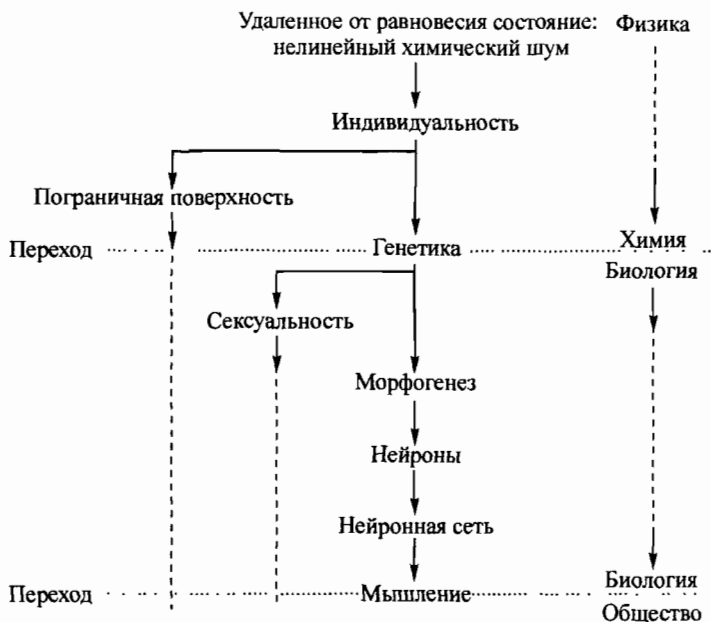 Удаленное от равновесия состояние: Физика
нелинейный химический шум
Индивидуальность
Пограничная поверхность
Переход Генетика Химия
Биология
Сексуальность
Морфогенез
Нейроны
Нейронная сеть
Переход Мышление Биология
Общество